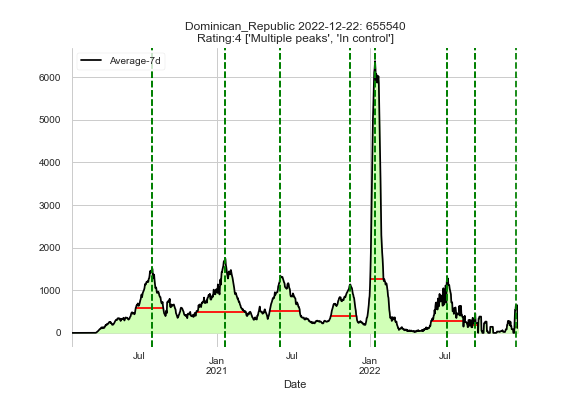 Dominican_Republic 2022-12-22: 655540
Rating:4 ['Multiple peaks', 'In control']
Average-7d
6000
5000
4000
3000
2000
1000
0
Jul
Jan
2021
Jul
Jan
2022
Jul
Date